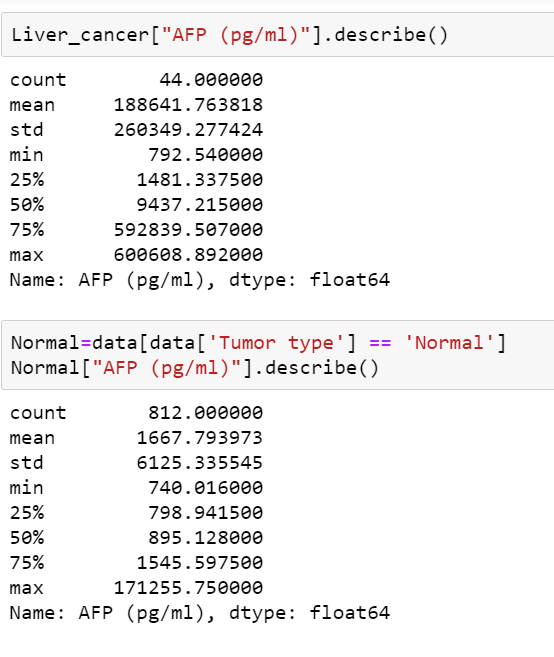 Liver_cancer["AFP (pg/ml)"].describe()
count 44.000000
mean 188641.763818
std 260349.277424
min 792.540000
25% 1481.337500
50% 9437.215000
75% 592839.507000
max 600608.892000
Name: AFP (pg/ml), dtype: float64
Normal=data[data['Tumor type'] == 'Normal']
Normal["AFP (pg/ml)"].describe()
count 812.000000
mean 1667.793973
std 6125.335545
min 740.016000
25% 798.941500
50% 895.128000
75% 1545.597500
max 171255.750000
Name: AFP (pg/ml), dtype: float64